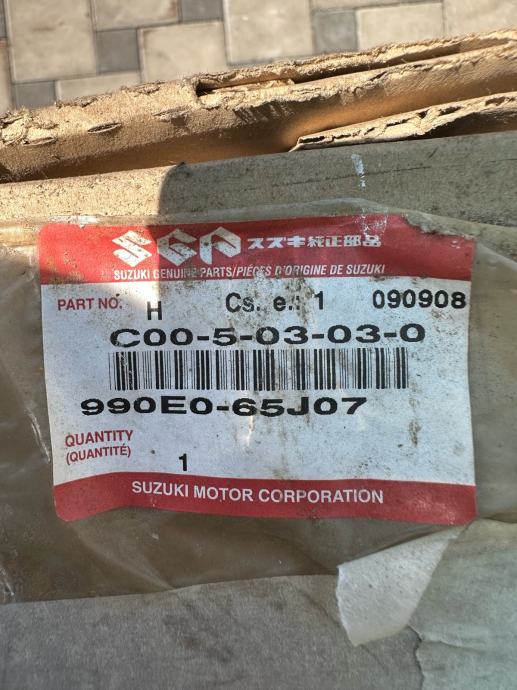 SGP スズキ純正部品
SUZUKI GENUINE PARTS/PIÈCES D'ORIGINE DE SUZUKI
PART NO. H Cs. e.: 1 090908
C00-5-03-03-0
990E0-65J07
QUANTITY
(QUANTITÉ)
1
SUZUKI MOTOR CORPORATION